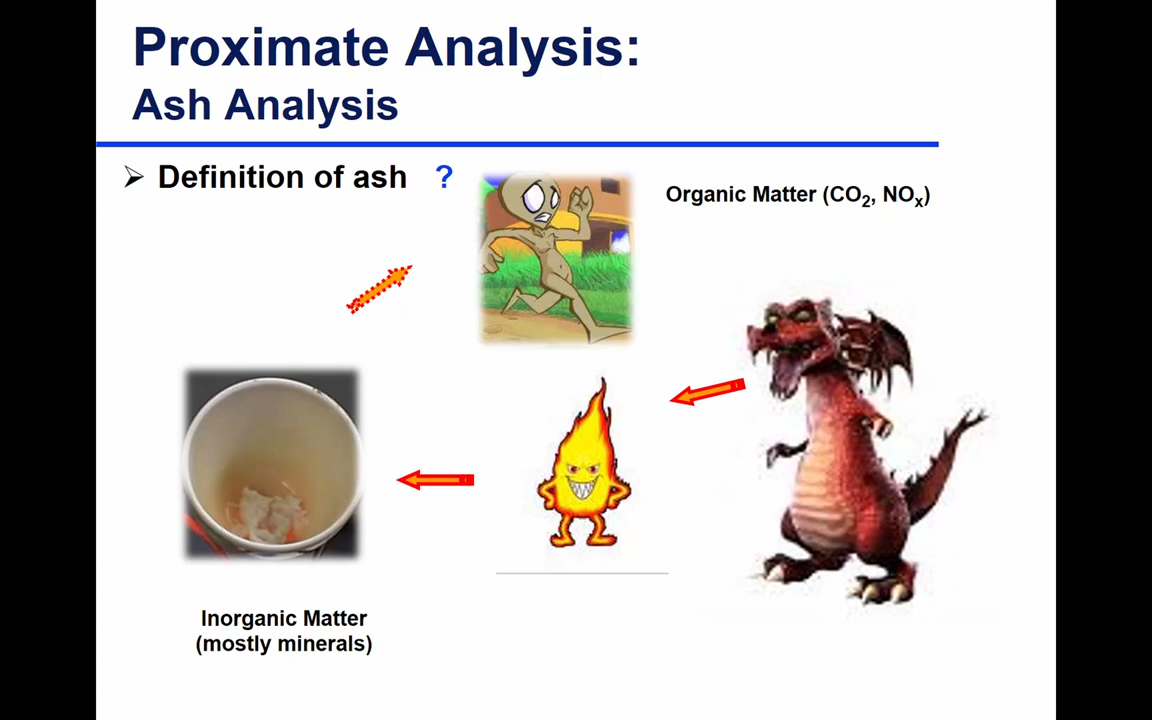 Proximate Analysis:
Ash Analysis
➢ Definition of ash ?
Organic Matter (CO₂, NOₓ)
Inorganic Matter
(mostly minerals)